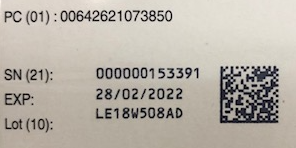 PC (01) : 00642621073850
SN (21): 000000153391
EXP: 28/02/2022
Lot (10): LE18W508AD